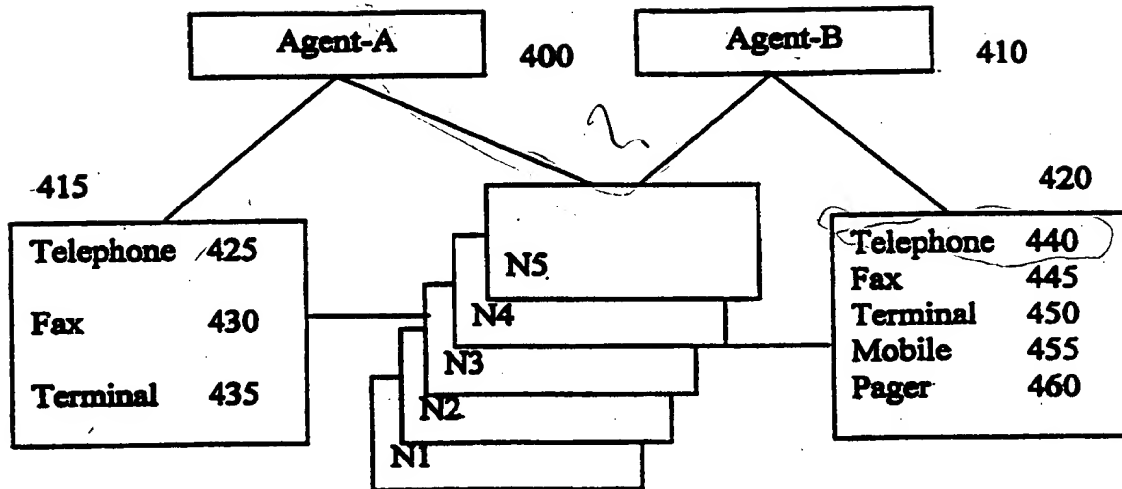 Agent-A 400
Agent-B 410
415
420
Telephone 425
Fax 430
Terminal 435
N5
N4
N3
N2
N1
Telephone 440
Fax 445
Terminal 450
Mobile 455
Pager 460